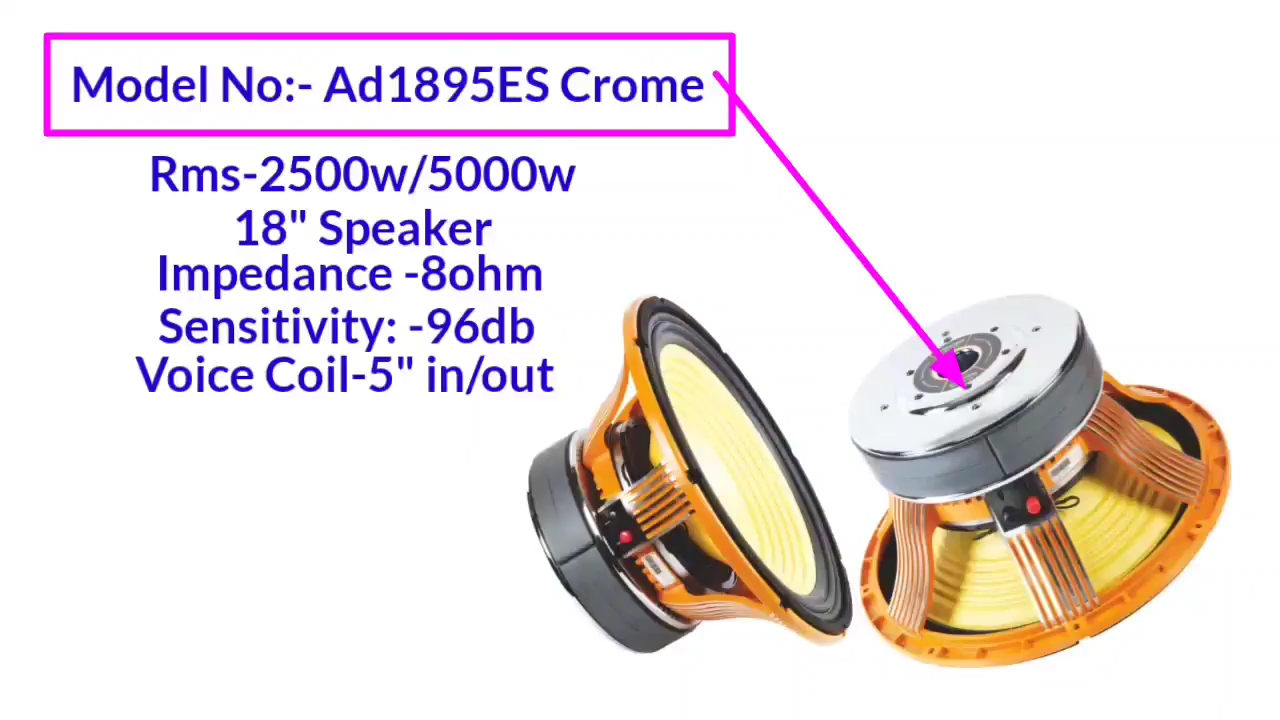 Model No:- Ad1895ES Crome
Rms-2500w/5000w
18" Speaker
Impedance -8ohm
Sensitivity: -96db
Voice Coil-5" in/out